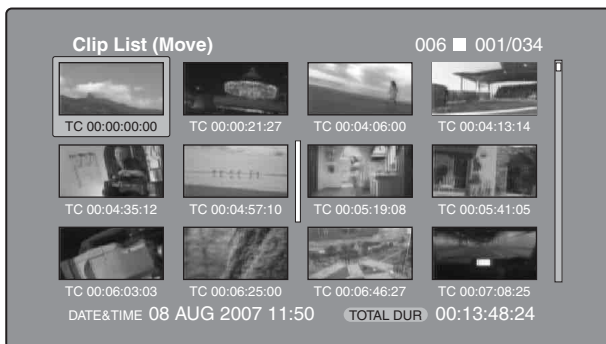 Clip List (Move) 006 001/034
TC 00:00:00:00 TC 00:00:21:27 TC 00:04:06:00 TC 00:04:13:14
TC 00:04:35:12 TC 00:04:57:10 TC 00:05:19:08 TC 00:05:41:05
TC 00:06:03:03 TC 00:06:25:00 TC 00:06:46:27 TC 00:07:08:25
DATE&TIME 08 AUG 2007 11:50 TOTAL DUR 00:13:48:24